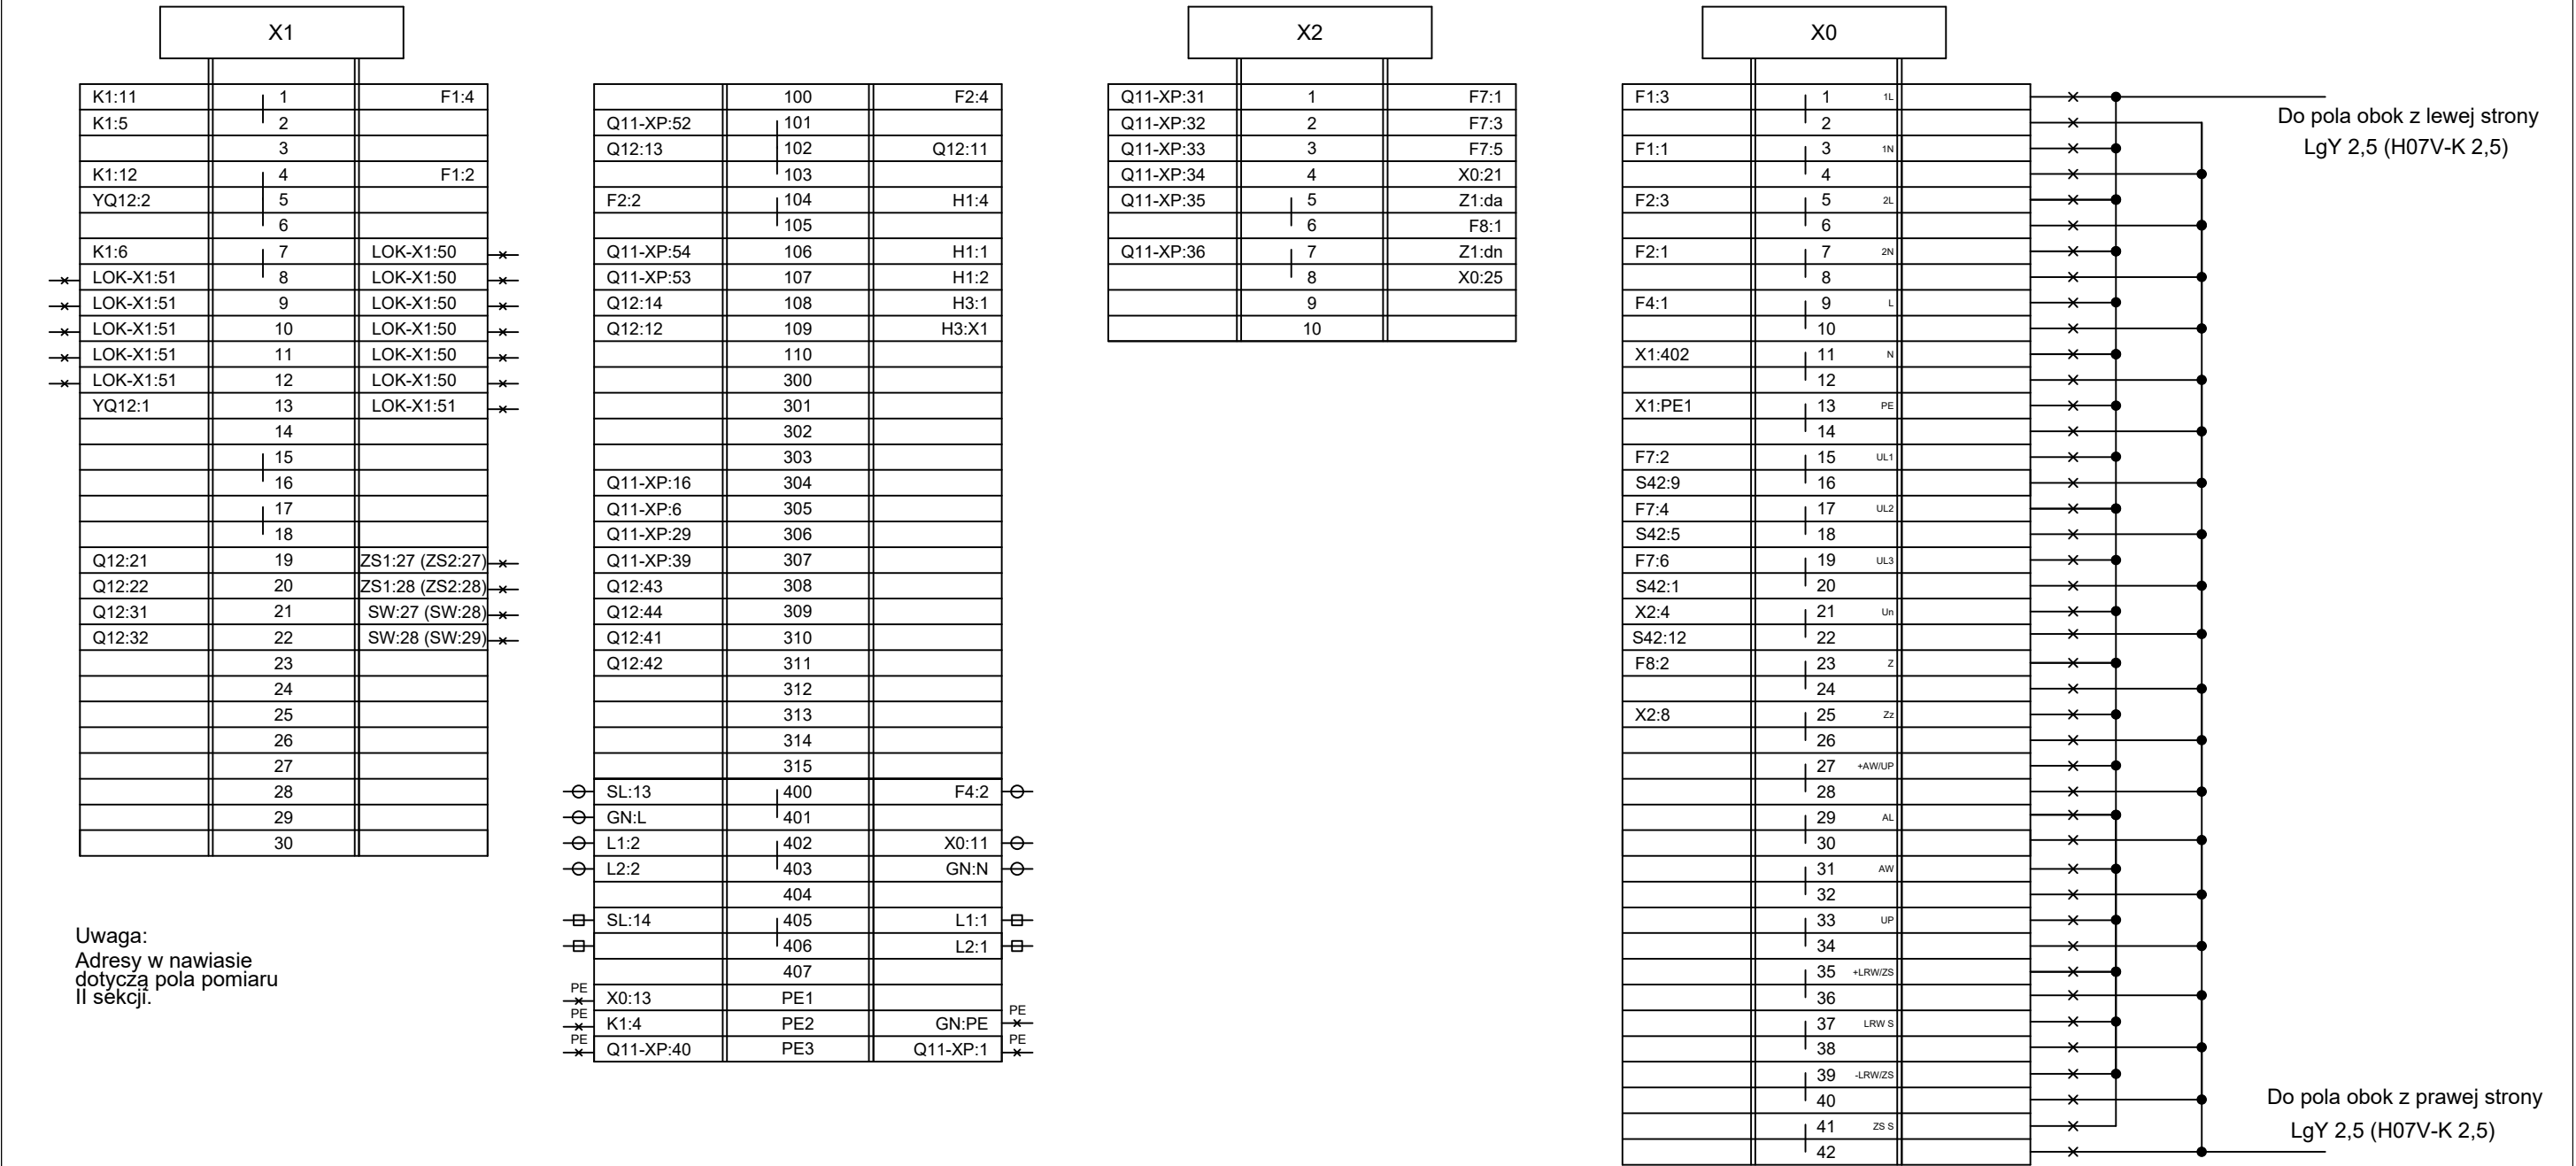 X1
K1:11 1 F1:4
K1:5 2
3
K1:12 4 F1:2
YQ12:2 5
6
K1:6 7 LOK-X1:50
LOK-X1:51 8 LOK-X1:50
LOK-X1:51 9 LOK-X1:50
LOK-X1:51 10 LOK-X1:50
LOK-X1:51 11 LOK-X1:50
LOK-X1:51 12 LOK-X1:50
YQ12:1 13 LOK-X1:51
14
15
16
17
18
Q12:21 19 ZS1:27 (ZS2:27)
Q12:22 20 ZS1:28 (ZS2:28)
Q12:31 21 SW:27 (SW:28)
Q12:32 22 SW:28 (SW:29)
23
24
25
26
27
28
29
30
Uwaga:
Adresy w nawiasie
dotyczą pola pomiaru
II sekcji.
100 F2:4
Q11-XP:52 101
Q12:13 102 Q12:11
103
F2:2 104 H1:4
105
Q11-XP:54 106 H1:1
Q11-XP:53 107 H1:2
Q12:14 108 H3:1
Q12:12 109 H3:X1
110
300
301
302
303
Q11-XP:16 304
Q11-XP:6 305
Q11-XP:29 306
Q11-XP:39 307
Q12:43 308
Q12:44 309
Q12:41 310
Q12:42 311
312
313
314
315
SL:13 400 F4:2
GN:L 401
L1:2 402 X0:11
L2:2 403 GN:N
404
SL:14 405 L1:1
406 L2:1
407
PE X0:13 PE1
PE K1:4 PE2 GN:PE PE
PE Q11-XP:40 PE3 Q11-XP:1 PE
X2
Q11-XP:31 1 F7:1
Q11-XP:32 2 F7:3
Q11-XP:33 3 F7:5
Q11-XP:34 4 X0:21
Q11-XP:35 5 Z1:da
6 F8:1
Q11-XP:36 7 Z1:dn
8 X0:25
9
10
X0
F1:3 1 1L
2
F1:1 3 1N
4
F2:3 5 2L
6
F2:1 7 2N
8
F4:1 9 L
10
X1:402 11 N
12
X1:PE1 13 PE
14
F7:2 15 UL1
S42:9 16
F7:4 17 UL2
S42:5 18
F7:6 19 UL3
S42:1 20
X2:4 21 Un
S42:12 22
F8:2 23 Z
24
X2:8 25 Zz
26
27 +AW/UP
28
29 AL
30
31 AW
32
33 UP
34
35 +LRW/ZS
36
37 LRW S
38
39 -LRW/ZS
40
41 ZS S
42
Do pola obok z lewej strony
LgY 2,5 (H07V-K 2,5)
Do pola obok z prawej strony
LgY 2,5 (H07V-K 2,5)